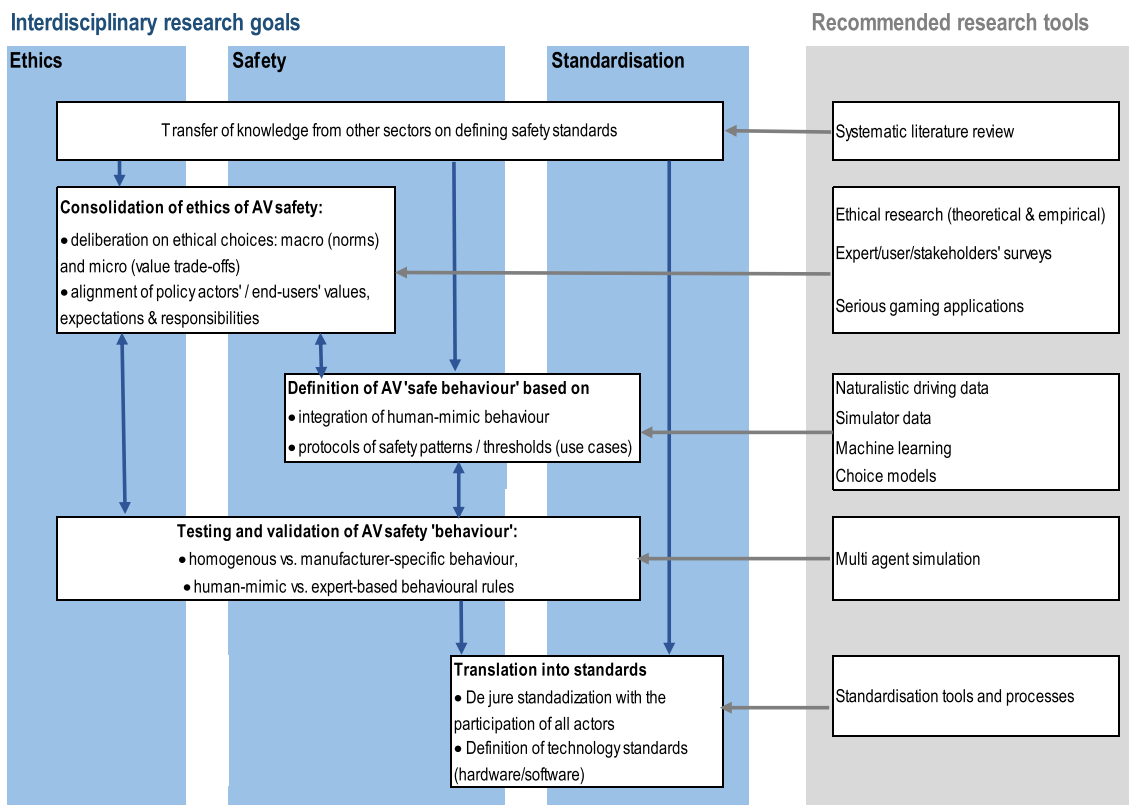 Interdisciplinary research goals
Recommended research tools
Ethics
Safety
Standardisation
Transfer of knowledge from other sectors on defining safety standards
Systematic literature review
Consolidation of ethics of AV safety:
• deliberation on ethical choices: macro (norms)
and micro (value trade-offs)
• alignment of policy actors' / end-users' values,
expectations & responsibilities
Ethical research (theoretical & empirical)
Expert/user/stakeholders' surveys
Serious gaming applications
Definition of AV 'safe behaviour' based on
• integration of human-mimic behaviour
• protocols of safety patterns / thresholds (use cases)
Naturalistic driving data
Simulator data
Machine learning
Choice models
Testing and validation of AV safety 'behaviour':
• homogenous vs. manufacturer-specific behaviour,
• human-mimic vs. expert-based behavioural rules
Multi agent simulation
Translation into standards
• De jure standadization with the
participation of all actors
• Definition of technology standards
(hardware/software)
Standardisation tools and processes